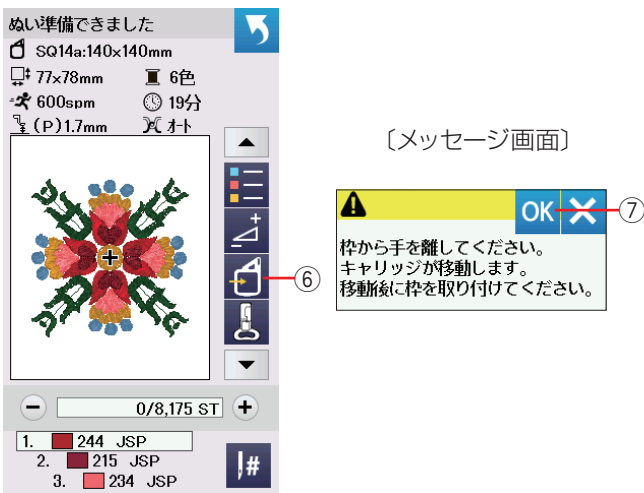 ぬい準備できました
SQ14a:140×140mm
77×78mm 6色
600spm 19分
(P)1.7mm オート
0/8,175 ST
1. 244 JSP
2. 215 JSP
3. 234 JSP
#
⑥
〔メッセージ画面〕
OK
⑦
枠から手を離してください。
キャリッジが移動します。
移動後に枠を取り付けてください。